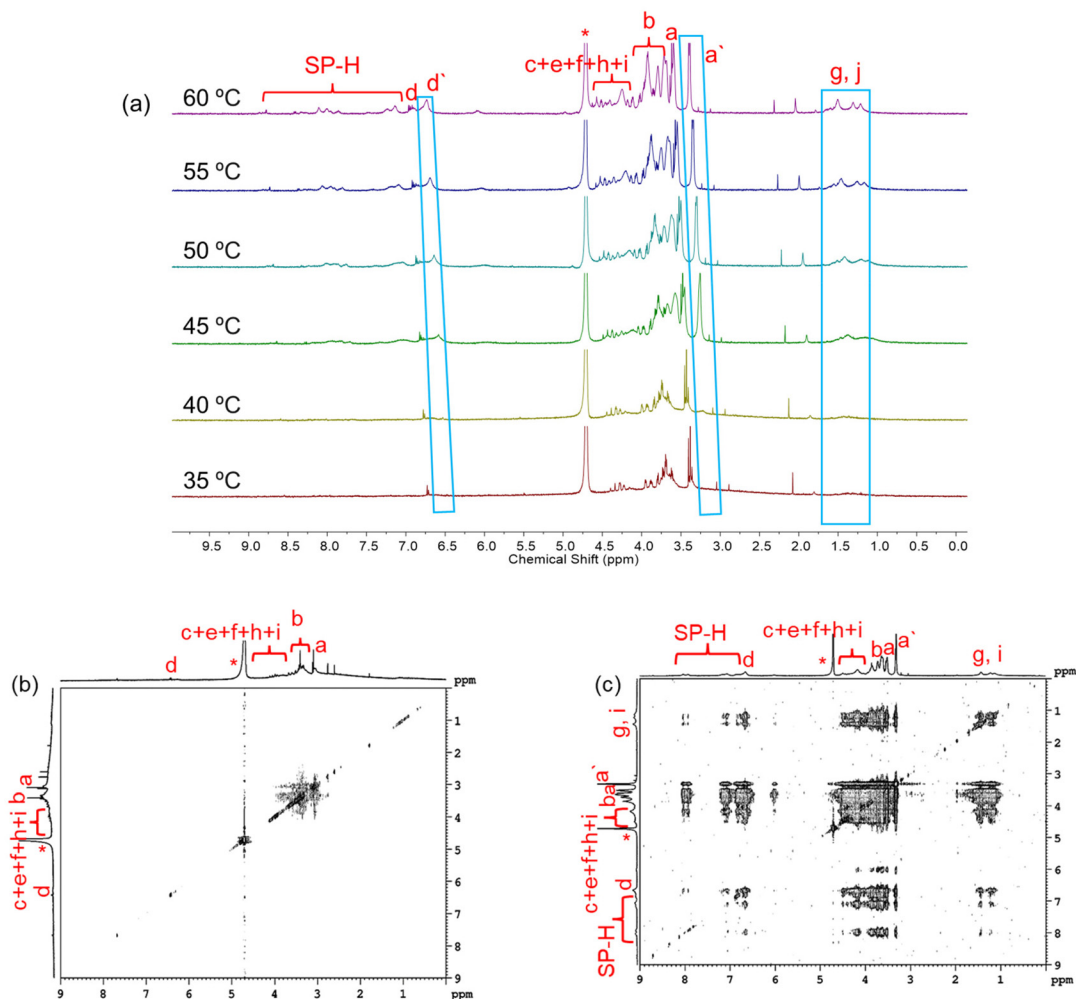 (a)
SP-H
d
d`
*
c+e+f+h+i
b
a
a`
g, j
60 ºC
55 ºC
50 ºC
45 ºC
40 ºC
35 ºC
9.5 9.0 8.5 8.0 7.5 7.0 6.5 6.0 5.5 5.0 4.5 4.0 3.5 3.0 2.5 2.0 1.5 1.0 0.5 0.0
Chemical Shift (ppm)
(b)
c+e+f+h+i
b
d
*
a
ppm
c+e+f+h+i b a
*
d
1
2
3
4
5
6
7
8
9
9 8 7 6 5 4 3 2 1 ppm
(c)
SP-H
c+e+f+h+i
a`
d
*
ba
g, i
ppm
g, i
c+e+f+h+i ba`
*
SP-H d
1
2
3
4
5
6
7
8
9
9 8 7 6 5 4 3 2 1 ppm